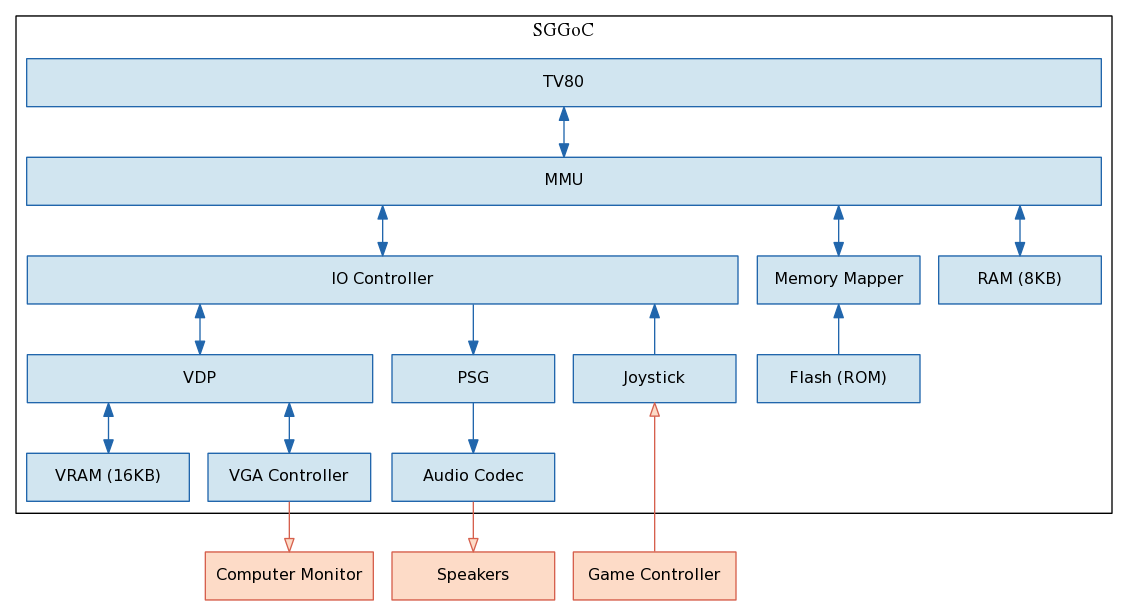 SGGoC
TV80
MMU
IO Controller
Memory Mapper
RAM (8KB)
VDP
PSG
Joystick
Flash (ROM)
VRAM (16KB)
VGA Controller
Audio Codec
Computer Monitor
Speakers
Game Controller